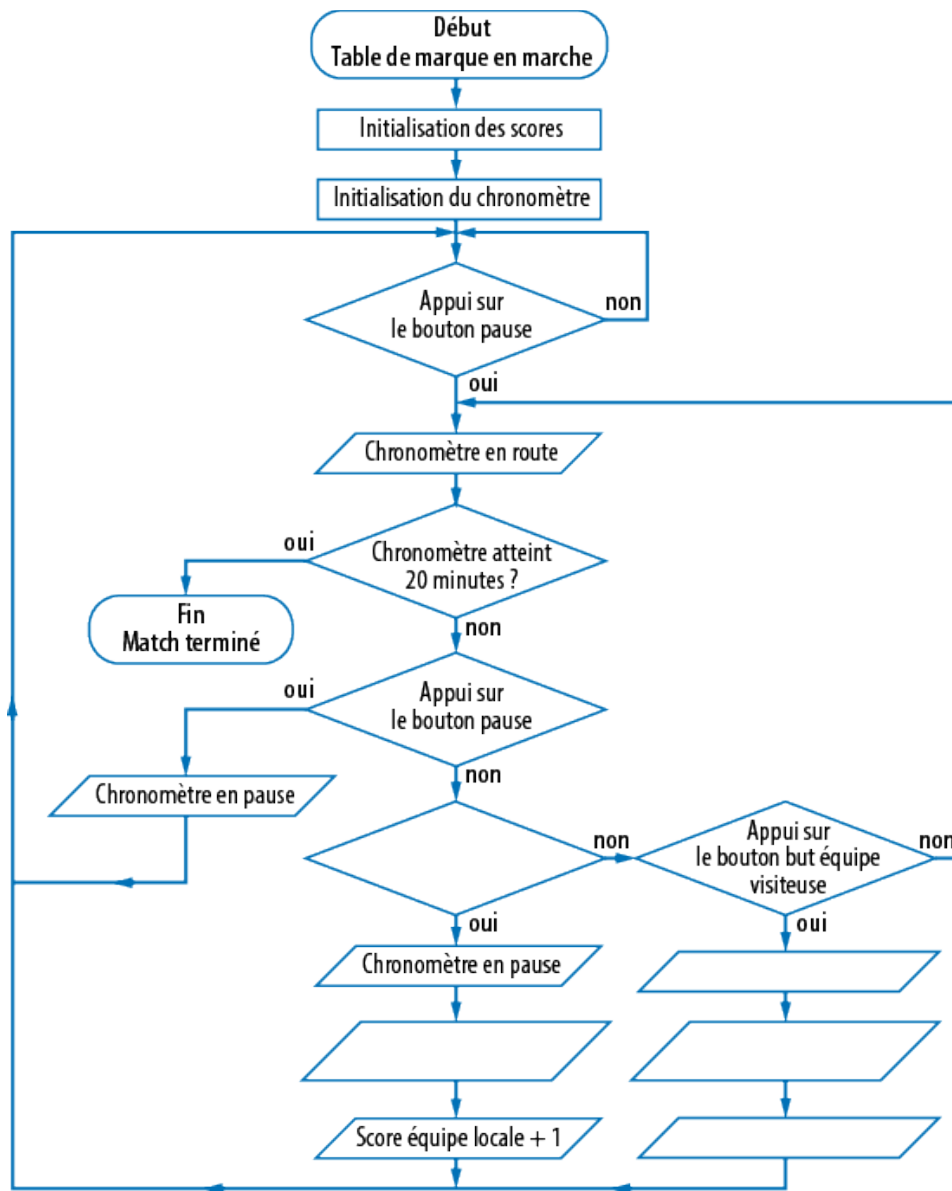 Début
Table de marque en marche
Initialisation des scores
Initialisation du chronomètre
Appui sur
le bouton pause
non
oui
Chronomètre en route
oui
Chronomètre atteint
20 minutes ?
Fin
Match terminé
non
oui
Appui sur
le bouton pause
non
Chronomètre en pause
non
Appui sur
le bouton but équipe
visiteuse
non
oui
oui
Chronomètre en pause
Score équipe locale + 1